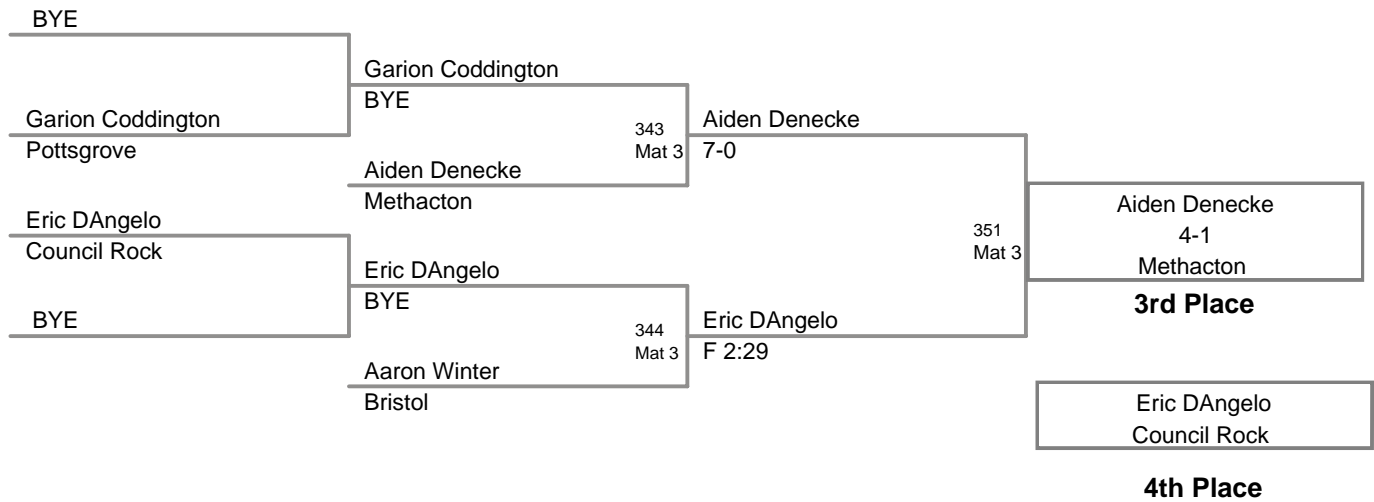 BYE
Garion Coddington
BYE
Garion Coddington
Pottsgrove
343
Mat 3
Aiden Denecke
7-0
Aiden Denecke
Methacton
Eric DAngelo
Council Rock
351
Mat 3
Aiden Denecke
4-1
Methacton
3rd Place
Eric DAngelo
BYE
BYE
344
Mat 3
Eric DAngelo
F 2:29
Aaron Winter
Bristol
Eric DAngelo
Council Rock
4th Place